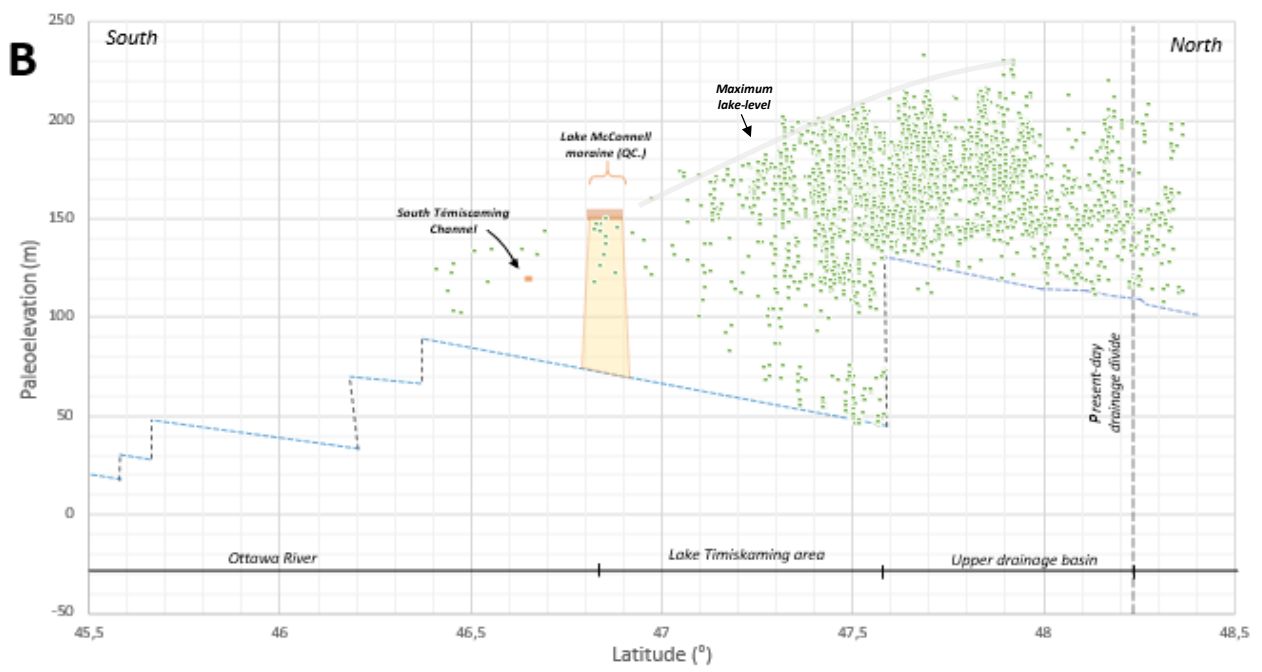 B
South
North
Maximum
lake-level
Lake McConnell
moraine (QC.)
South Témiscaming
Channel
Paleoelevation (m)
250
200
150
100
50
0
-50
Present-day
drainage divide
Ottawa River
Lake Timiskaming area
Upper drainage basin
45,5
46
46,5
47
47,5
48
48,5
Latitude (°)